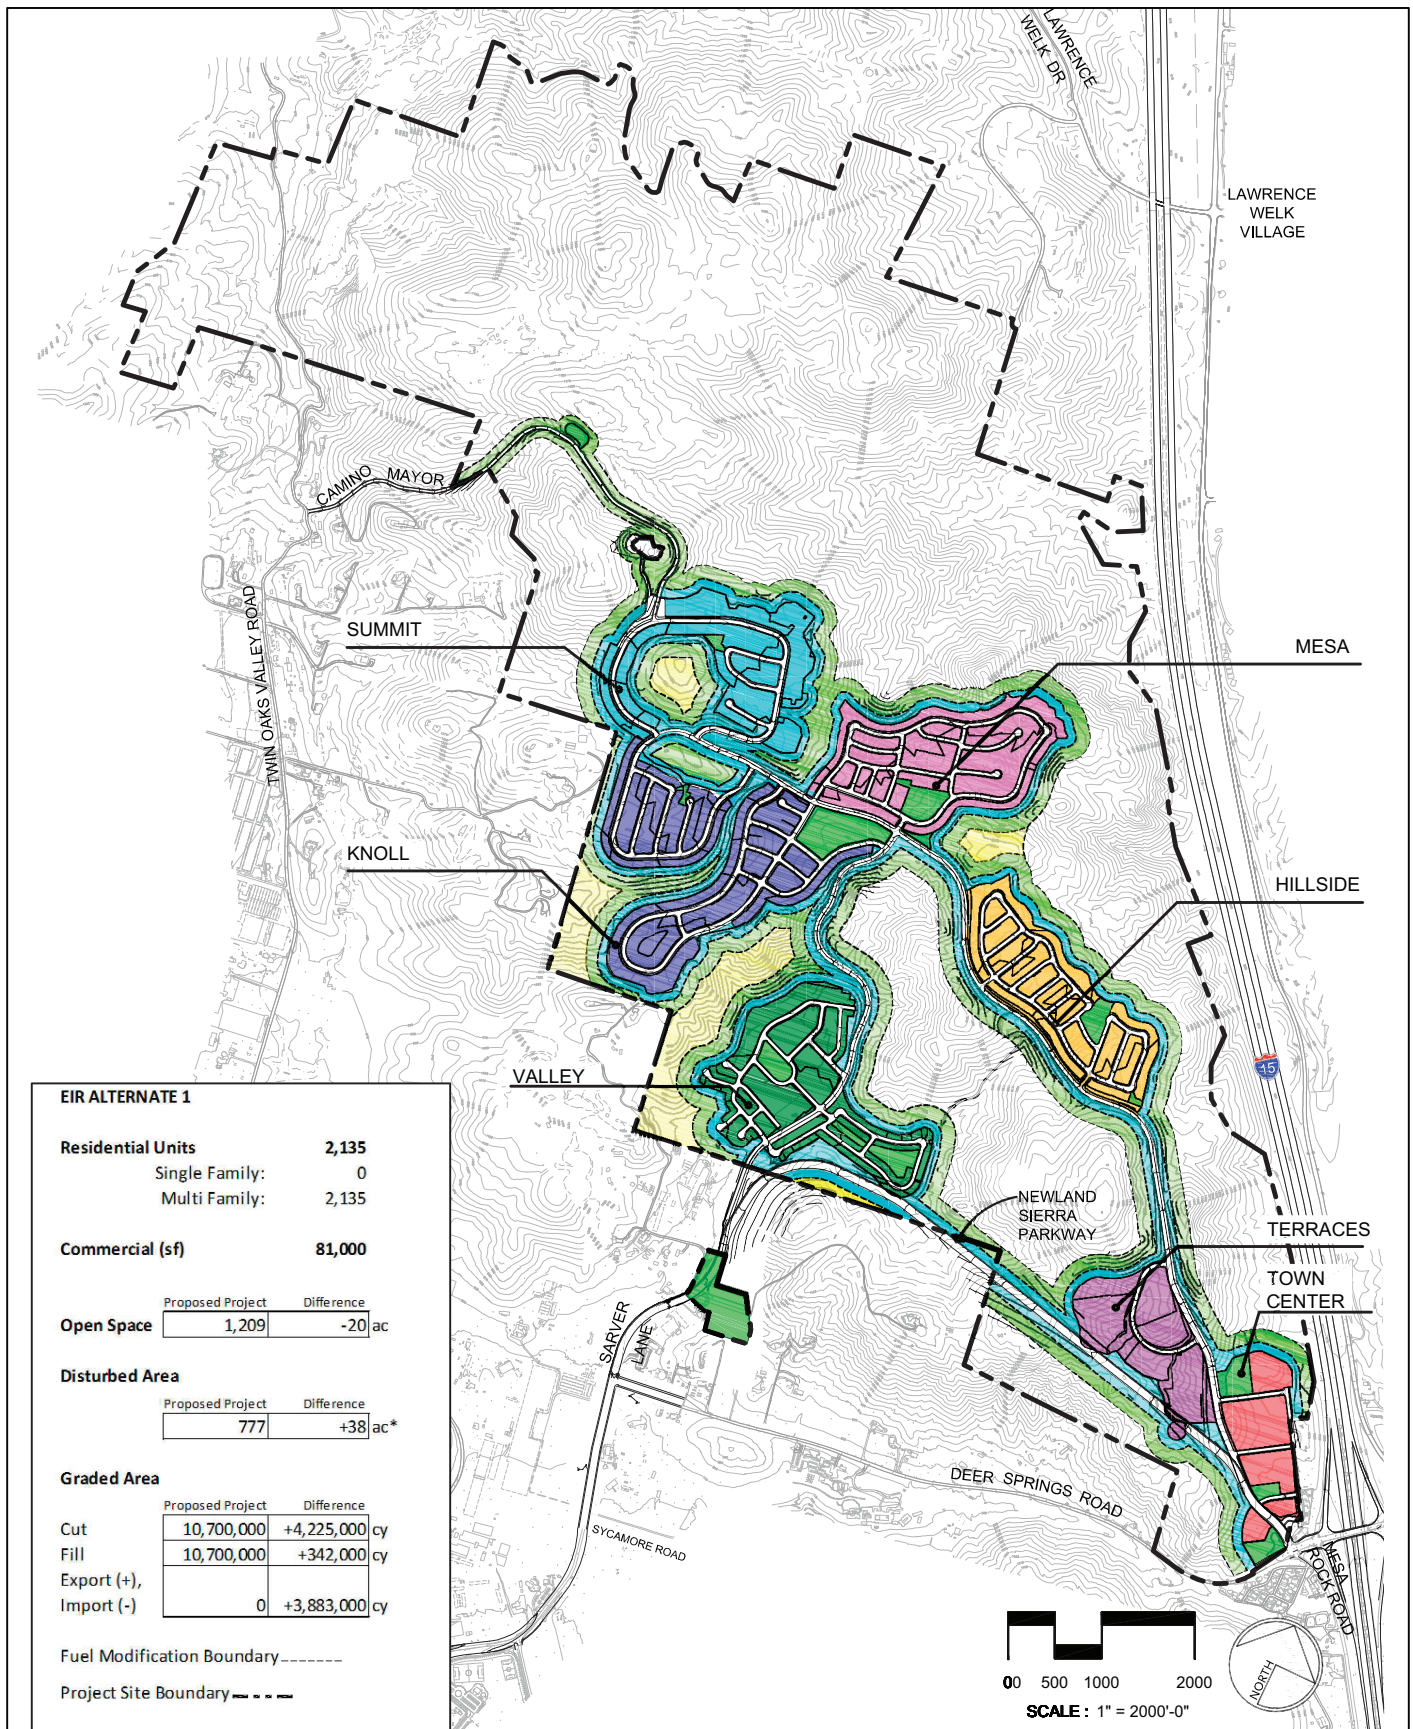 LAWRENCE
WELK DR
LAWRENCE
WELK
VILLAGE
CAMINO MAYOR
TWIN OAKS VALLEY ROAD
SUMMIT
MESA
KNOLL
HILLSIDE
15
VALLEY
NEWLAND
SIERRA
PARKWAY
TERRACES
TOWN
CENTER
SARVER
LANE
DEER SPRINGS ROAD
SYCAMORE ROAD
MESA
ROCK ROAD
EIR ALTERNATE 1
Residential Units 2,135
Single Family: 0
Multi Family: 2,135
Commercial (sf) 81,000
Proposed Project Difference
Open Space 1,209 -20 ac
Disturbed Area
Proposed Project Difference
777 +38 ac*
Graded Area
Proposed Project Difference
Cut 10,700,000 +4,225,000 cy
Fill 10,700,000 +342,000 cy
Export (+),
Import (-) 0 +3,883,000 cy
Fuel Modification Boundary
Project Site Boundary
00 500 1000 2000
SCALE : 1" = 2000'-0"
NORTH